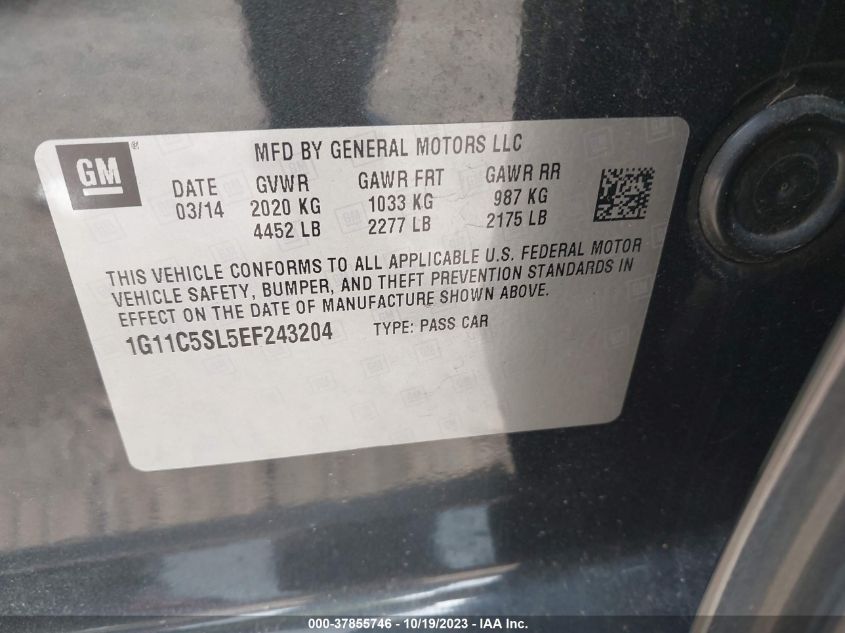 GM
MFD BY GENERAL MOTORS LLC
DATE GVWR GAWR FRT GAWR RR
03/14 2020 KG 1033 KG 987 KG
4452 LB 2277 LB 2175 LB
THIS VEHICLE CONFORMS TO ALL APPLICABLE U.S. FEDERAL MOTOR
VEHICLE SAFETY, BUMPER, AND THEFT PREVENTION STANDARDS IN
EFFECT ON THE DATE OF MANUFACTURE SHOWN ABOVE.
1G11C5SL5EF243204 TYPE: PASS CAR
000-37855746 - 10/19/2023 - IAA Inc.